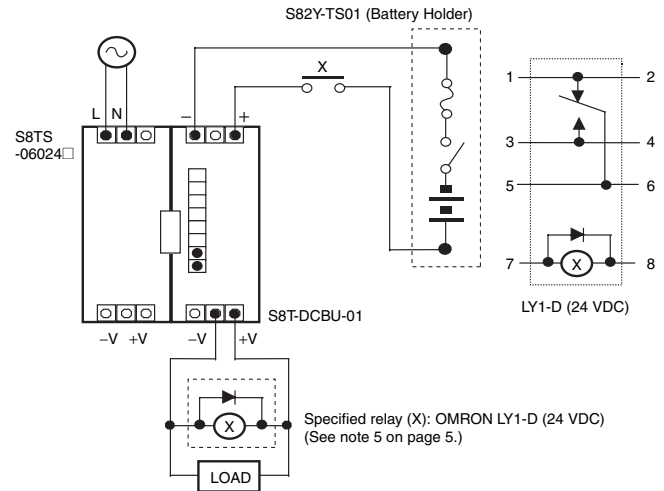 S82Y-TS01 (Battery Holder)
X
1 2
L N − +
S8TS
-06024□
3 4
5 6
7 X 8
LY1-D (24 VDC)
S8T-DCBU-01
−V +V −V +V
X
Specified relay (X): OMRON LY1-D (24 VDC)
(See note 5 on page 5.)
LOAD